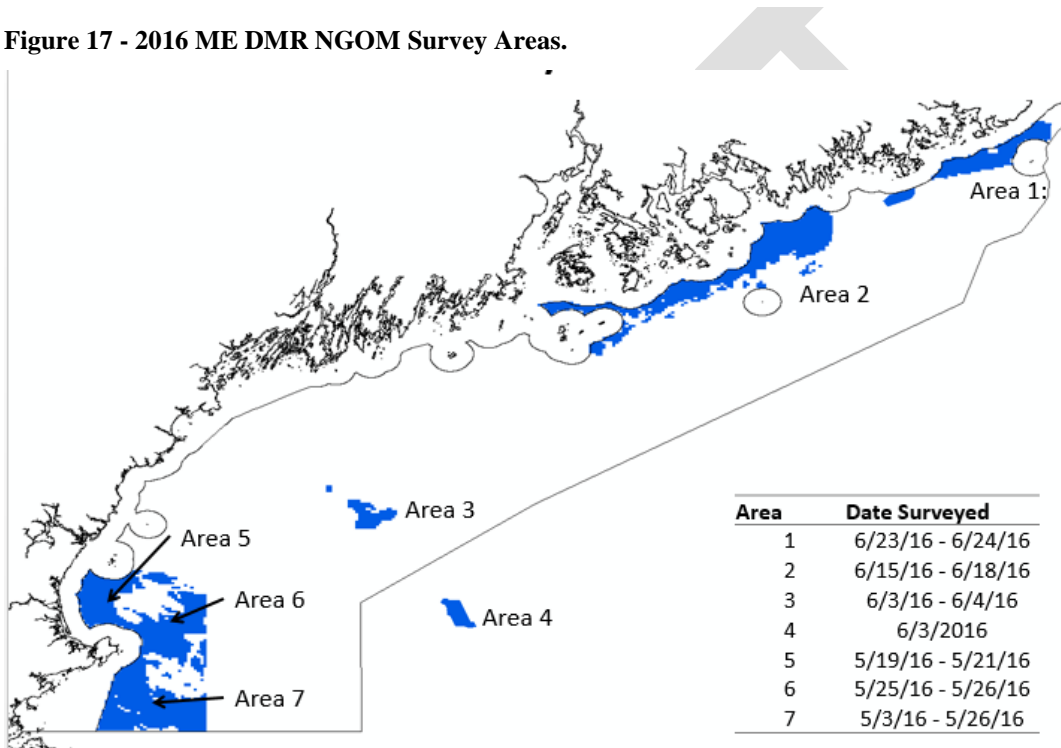 Figure 17 - 2016 ME DMR NGOM Survey Areas.
Area 1:
Area 2
Area 3
Area 4
Area 5
Area 6
Area 7
Area Date Surveyed
1 6/23/16 - 6/24/16
2 6/15/16 - 6/18/16
3 6/3/16 - 6/4/16
4 6/3/2016
5 5/19/16 - 5/21/16
6 5/25/16 - 5/26/16
7 5/3/16 - 5/26/16